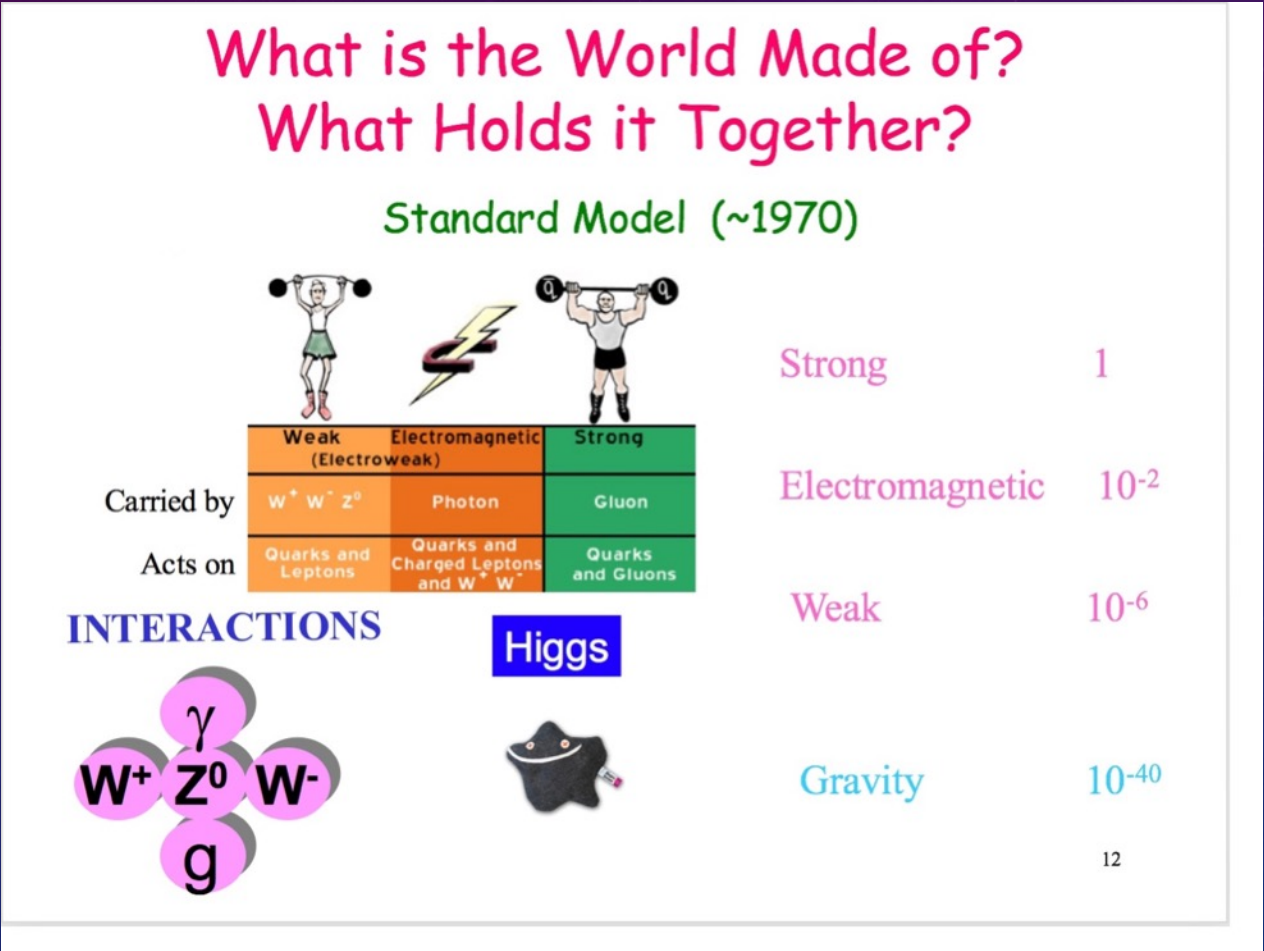 What is the World Made of?
What Holds it Together?
Standard Model (~1970)
q̄ q
Weak Electromagnetic Strong
(Electroweak)
Carried by W⁺ W⁻ Z⁰ Photon Gluon
Acts on Quarks and Leptons Quarks and Charged Leptons and W⁺ W⁻ Quarks and Gluons
INTERACTIONS
Higgs
γ
W⁺ Z⁰ W⁻
g
Strong 1
Electromagnetic 10⁻²
Weak 10⁻⁶
Gravity 10⁻⁴⁰
12